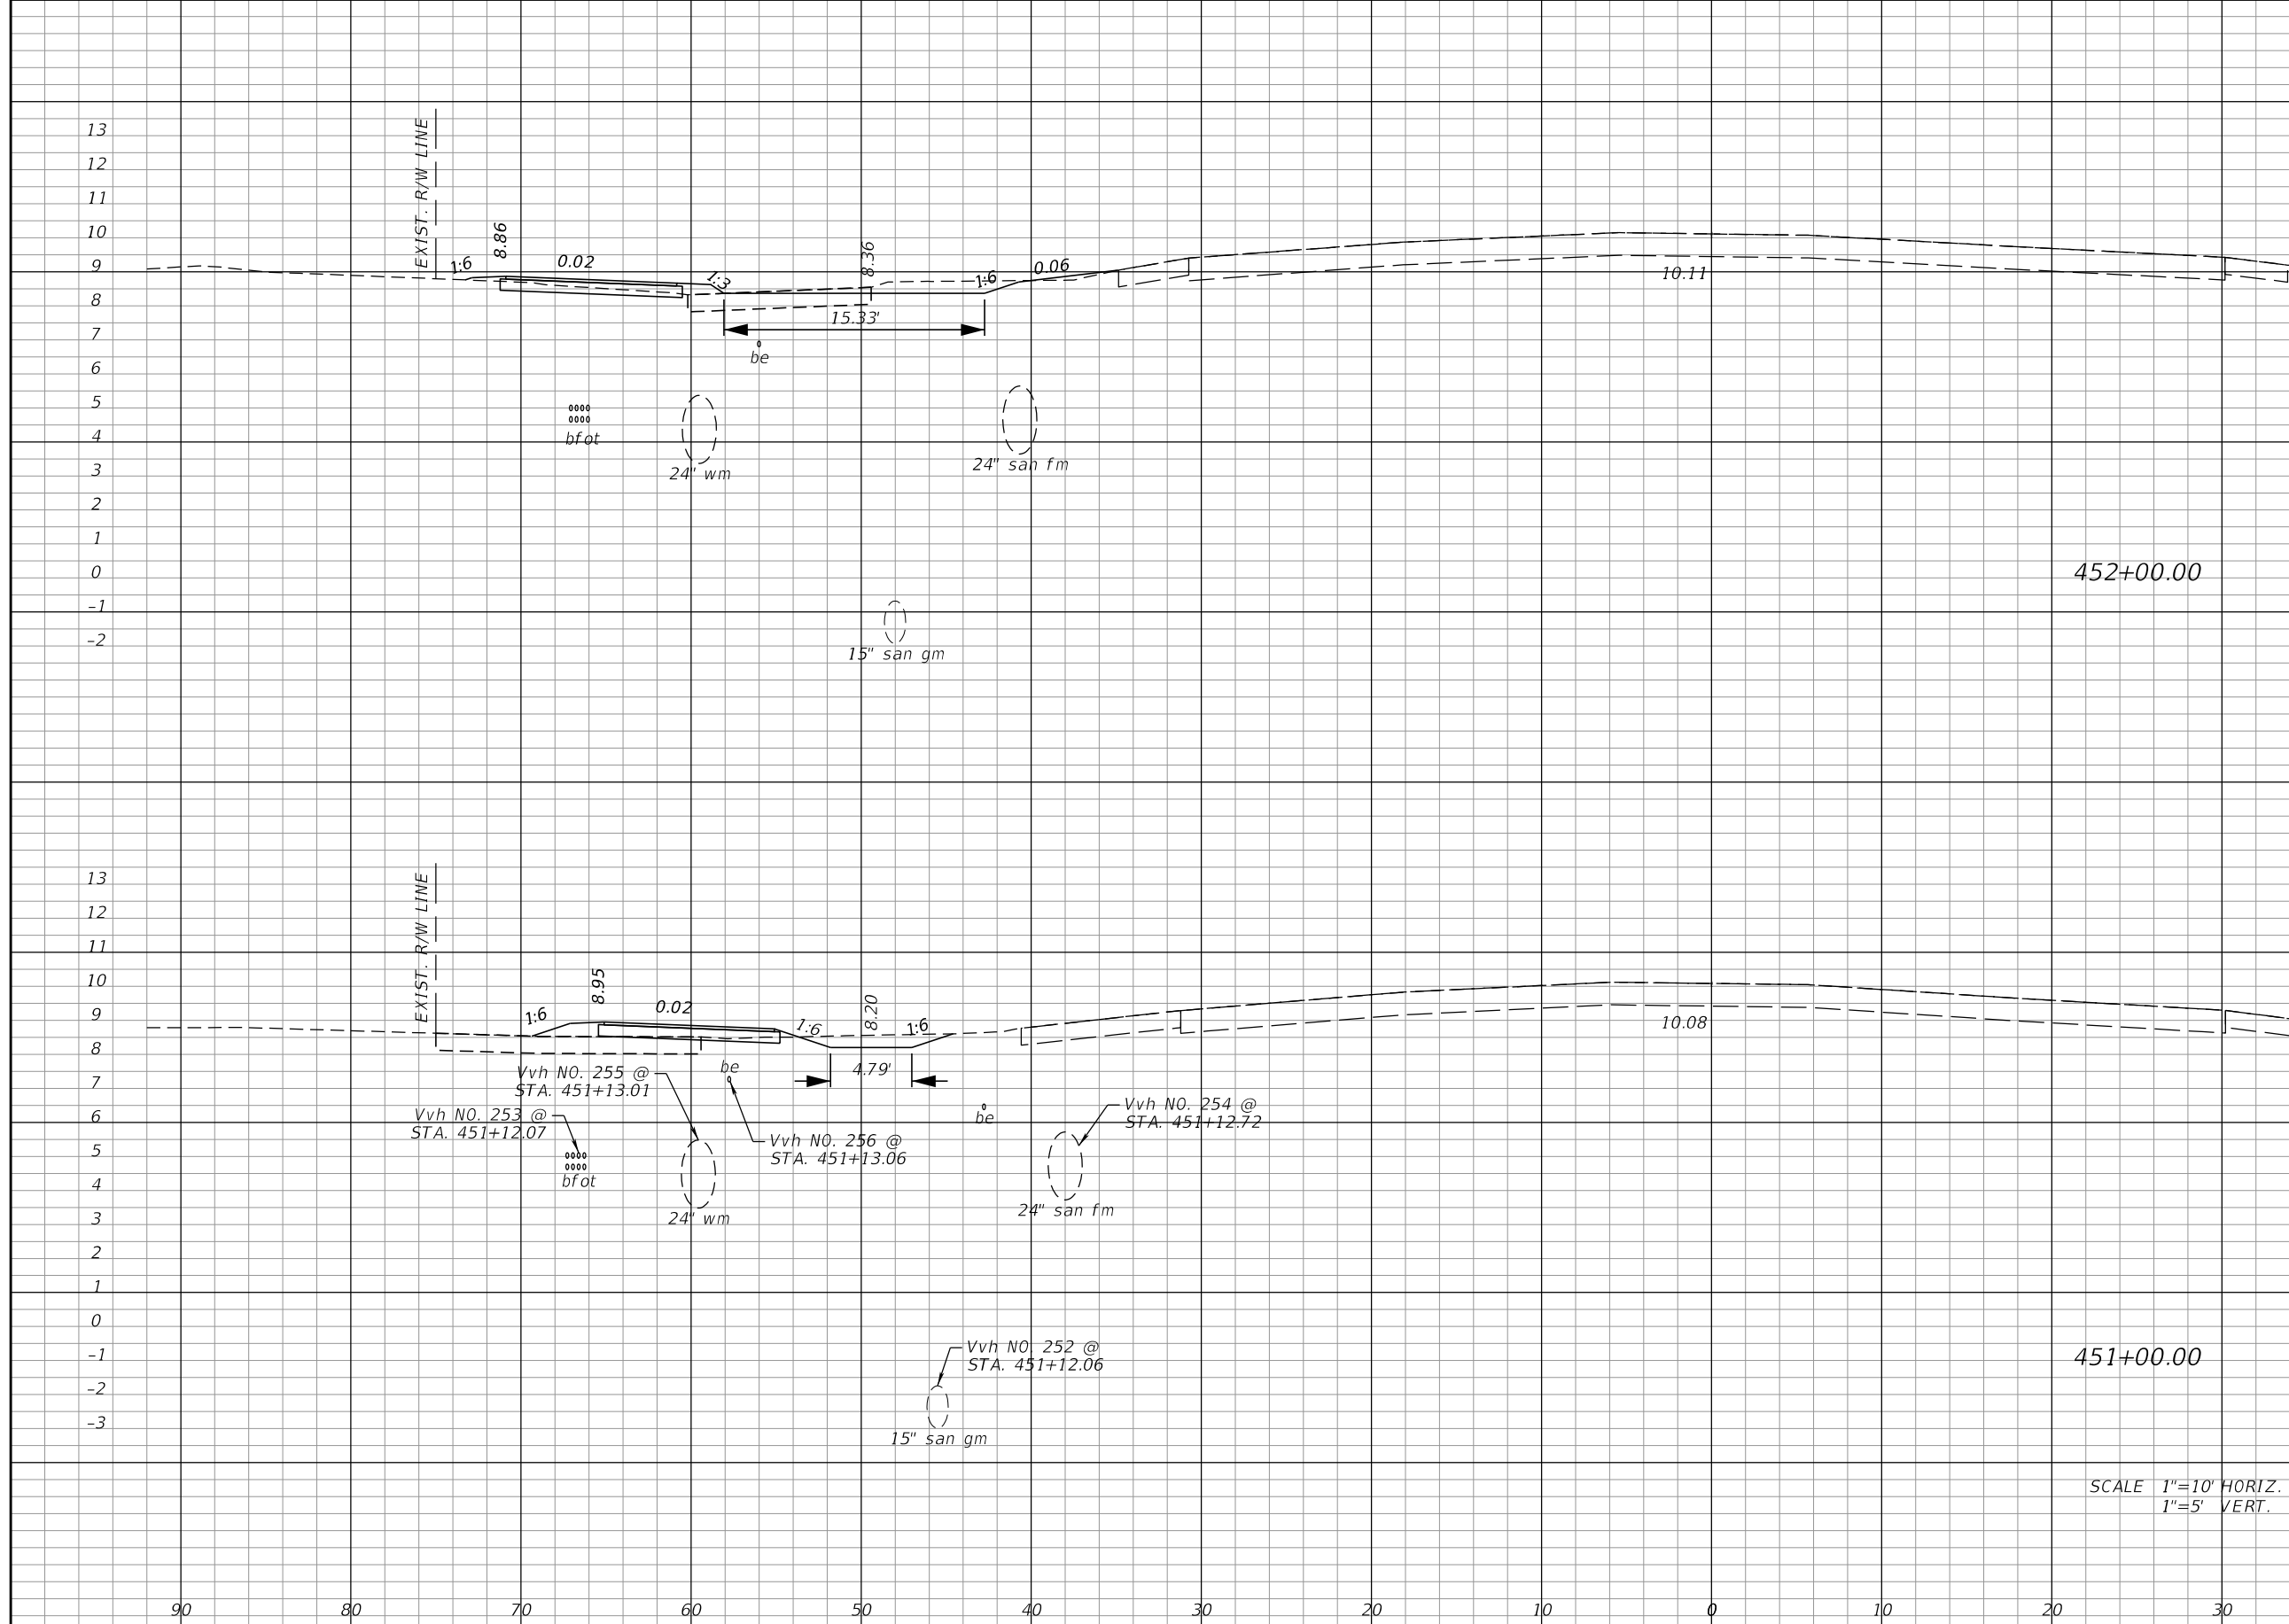 13
12
11
10
9
8
7
6
5
4
3
2
1
0
–1
–2
EXIST. R/W LINE
1:6
8.86
0.02
1:3
8.36
1:6
0.06
10.11
15.33'
be
bfot
24" wm
24" san fm
15" san gm
452+00.00
13
12
11
10
9
8
7
6
5
4
3
2
1
0
–1
–2
–3
EXIST. R/W LINE
1:6
8.95
0.02
1:6
8.20
1:6
10.08
4.79'
Vvh NO. 255 @
STA. 451+13.01
be
Vvh NO. 253 @
STA. 451+12.07
Vvh NO. 256 @
STA. 451+13.06
be
Vvh NO. 254 @
STA. 451+12.72
bfot
24" wm
24" san fm
Vvh NO. 252 @
STA. 451+12.06
15" san gm
451+00.00
SCALE 1"=10' HORIZ.
1"=5' VERT.
90 80 70 60 50 40 30 20 10 0 10 20 30